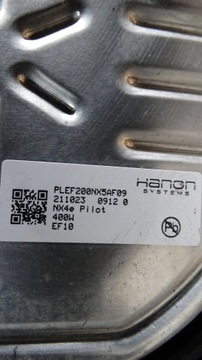 PLEF200NX5AF09
211023 0912 0
NX4e Pilot
400W
EF10
Hanon
SYSTEMS
Pb